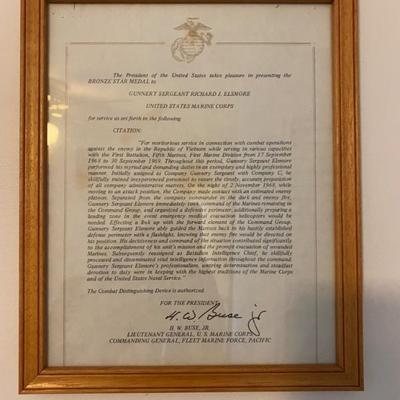 The President of the United States takes pleasure in presenting the
BRONZE STAR MEDAL to
GUNNERY SERGEANT RICHARD J. ELSMORE
UNITED STATES MARINE CORPS
for service as set forth in the following
CITATION:
"For meritorious service in connection with combat operations
against the enemy in the Republic of Vietnam while serving in various capacities
with the First Battalion, Fifth Marines, First Marine Division from 17 September
1968 to 30 September 1969. Throughout this period, Gunnery Sergeant Elsmore
performed his myriad and demanding duties in an exemplary and highly professional
manner. Initially assigned as Company Gunnery Sergeant with Company C, he
skillfully trained inexperienced personnel to ensure the timely, accurate preparation
of all company administrative matters. On the night of 2 November 1968, while
moving to an attack position, the Company made contact with an estimated enemy
platoon. Separated from the company commander in the dark and enemy fire,
Gunnery Sergeant Elsmore immediately took command of the Marines remaining in
the Command Group, and organized a defensive perimeter, additionally preparing a
landing zone in the event emergency medical evacuation helicopters would be
needed. Effecting a link up with the forward element of the Command Group,
Gunnery Sergeant Elsmore ably guided the Marines back to his hastily established
defense perimeter with a flashlight, knowing that enemy fire would be directed on
his position. His decisiveness and command of the situation contributed significantly
to the accomplishment of his unit's mission and the prompt evacuation of wounded
Marines. Subsequently reassigned as Battalion Intelligence Chief, he skillfully
processed and disseminated vital intelligence information throughout the command.
Gunnery Sergeant Elsmore's professionalism, unerring determination and steadfast
devotion to duty were in keeping with the highest traditions of the Marine Corps
and of the United States Naval Service."
The Combat Distinguishing Device is authorized.
FOR THE PRESIDENT,
H. W. Buse Jr
H. W. BUSE, JR.
LIEUTENANT GENERAL, U. S. MARINE CORPS
COMMANDING GENERAL, FLEET MARINE FORCE, PACIFIC